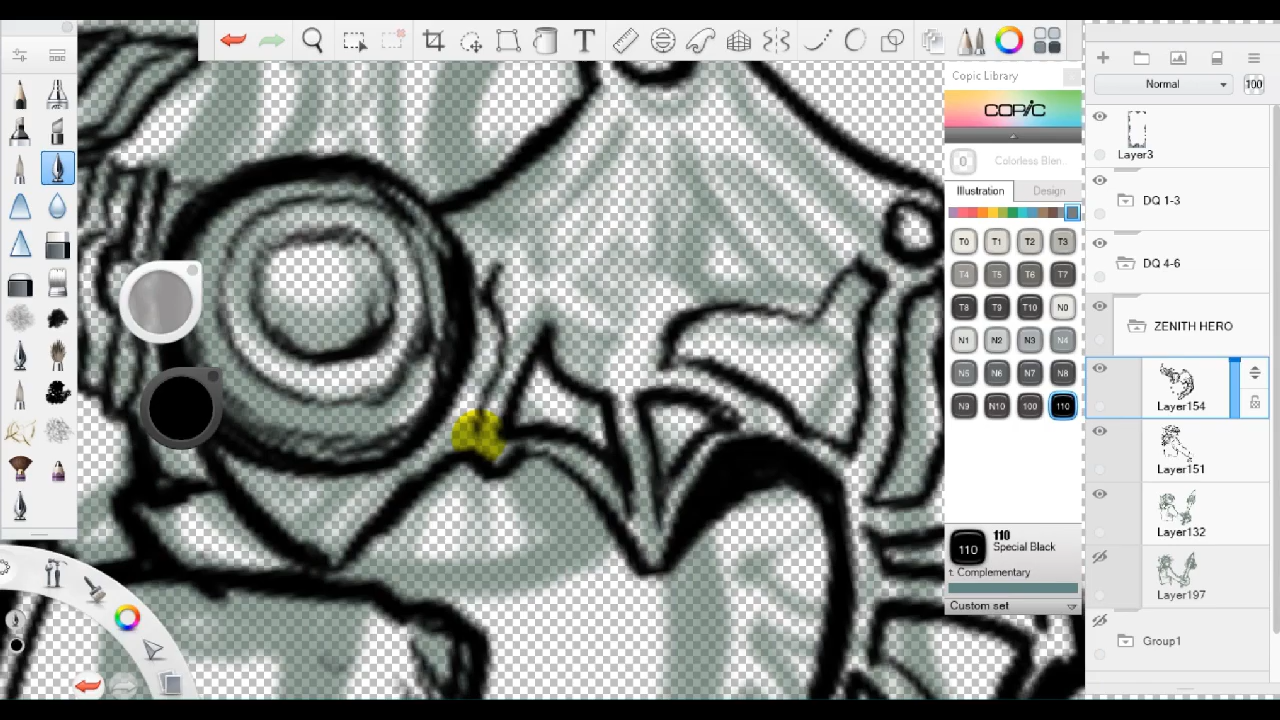 Copic Library
COPIC
0 Colorless Blen..
Illustration Design
T0 T1 T2 T3
T4 T5 T6 T7
T8 T9 T10 N0
N1 N2 N3 N4
N5 N6 N7 N8
N9 N10 100 110
110
110
Special Black
t: Complementary
Custom set
Normal 100
Layer3
DQ 1-3
DQ 4-6
ZENITH HERO
Layer154
Layer151
Layer132
Layer197
Group1